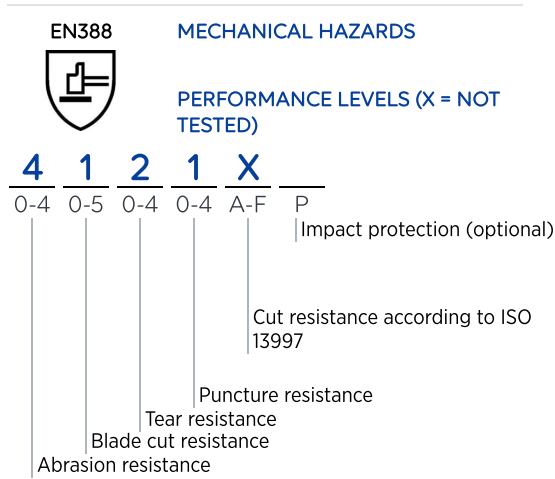 EN388
MECHANICAL HAZARDS
PERFORMANCE LEVELS (X = NOT
TESTED)
4 1 2 1 X
0-4 0-5 0-4 0-4 A-F P
Impact protection (optional)
Cut resistance according to ISO
13997
Puncture resistance
Tear resistance
Blade cut resistance
Abrasion resistance